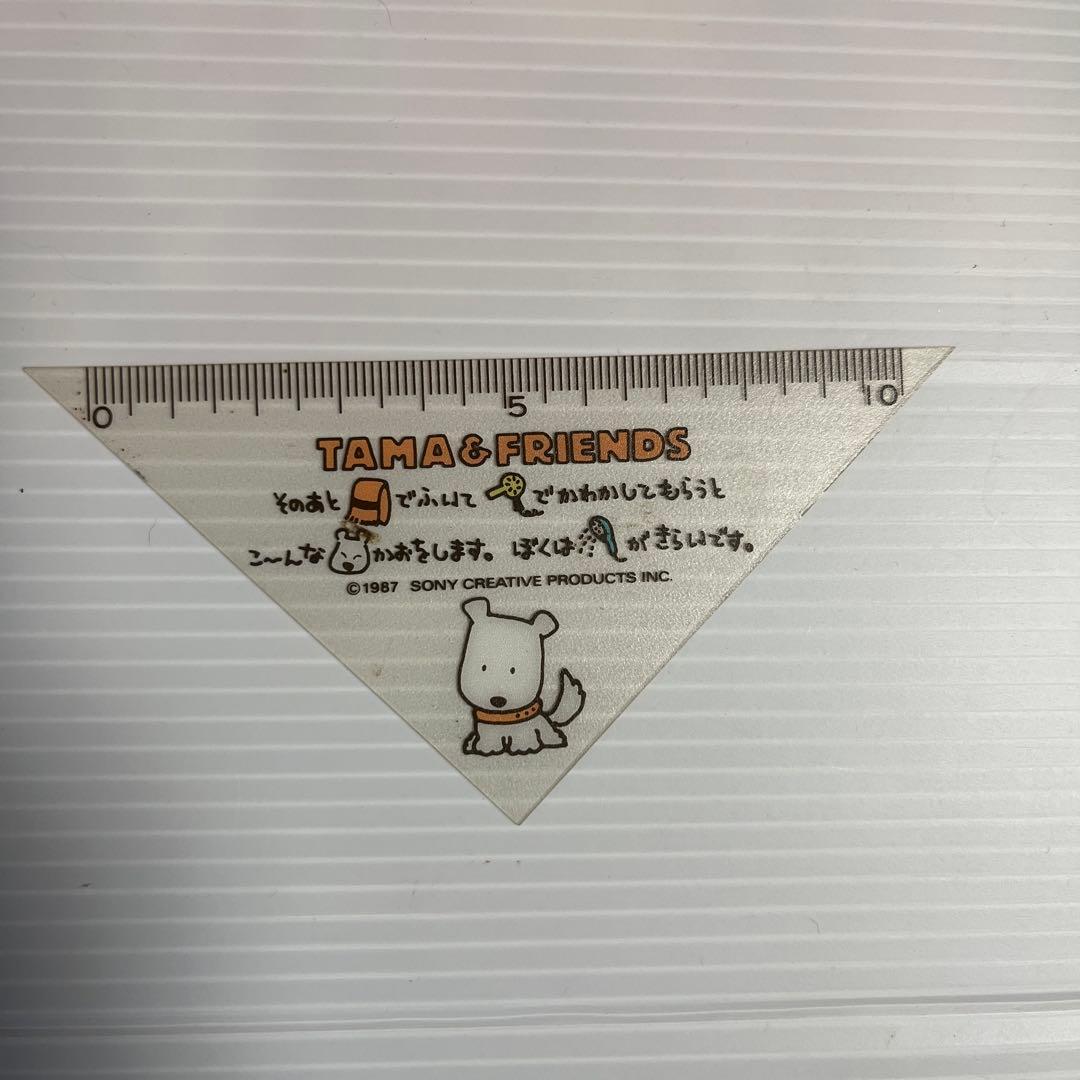 0 5 10
TAMA & FRIENDS
そのあと でふいて でかわかしてもらうと
こ〜んな かおをします。 ぼくは がきらいです。
©1987 SONY CREATIVE PRODUCTS INC.